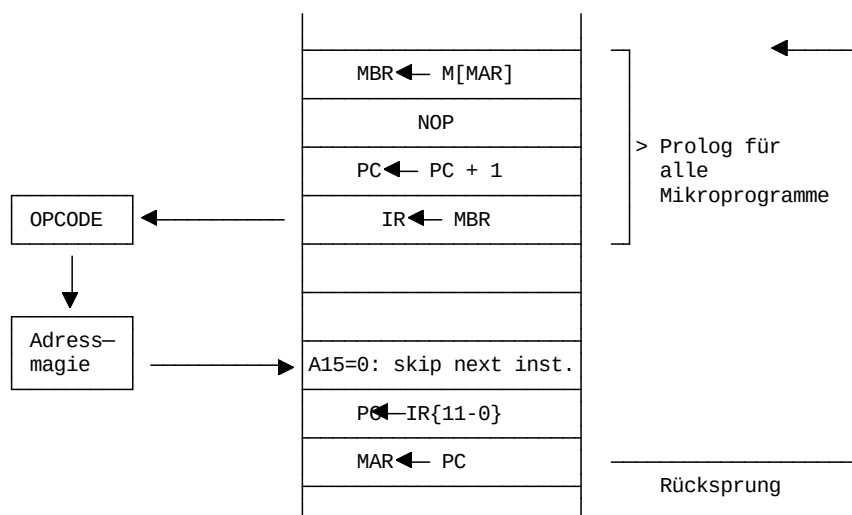 MBR ← M[MAR]
NOP
PC ← PC + 1
IR ← MBR
> Prolog für
alle
Mikroprogramme
OPCODE
Adress–
magie
A15=0: skip next inst.
PC←IR{11-0}
MAR ← PC
Rücksprung